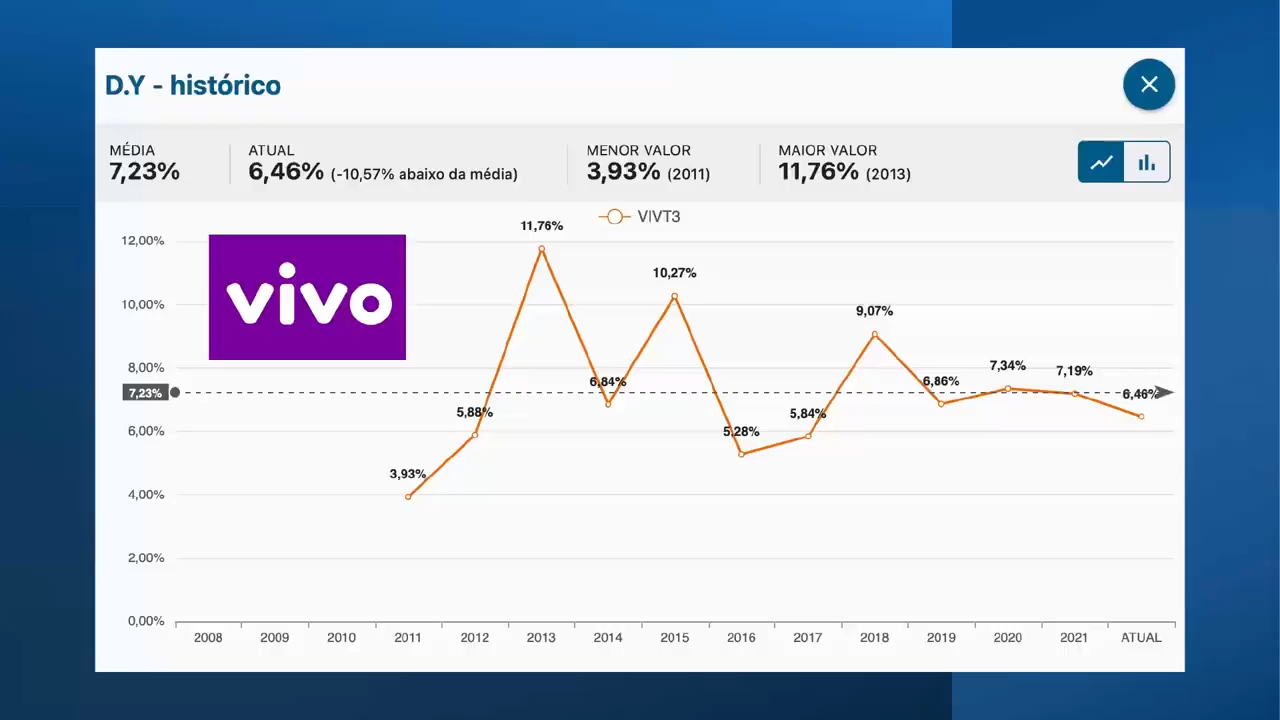 D.Y - histórico
MÉDIA
7,23%
ATUAL
6,46% (-10,57% abaixo da média)
MENOR VALOR
3,93% (2011)
MAIOR VALOR
11,76% (2013)
VIVT3
vivo
12,00%
10,00%
8,00%
7,23%
6,00%
4,00%
2,00%
0,00%
3,93%
5,88%
11,76%
6,84%
10,27%
5,28%
5,84%
9,07%
6,86%
7,34%
7,19%
6,46%
2008 2009 2010 2011 2012 2013 2014 2015 2016 2017 2018 2019 2020 2021 ATUAL